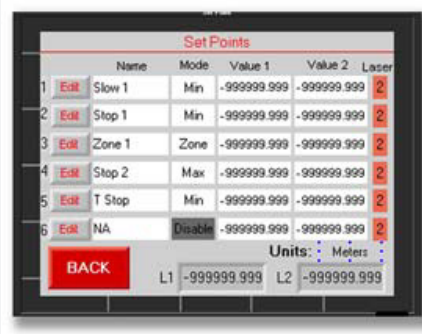 Set Points
Name Mode Value 1 Value 2 Laser
1 Edit Slow 1 Min -999999.999 -999999.999 2
2 Edit Stop 1 Min -999999.999 -999999.999 2
3 Edit Zone 1 Zone -999999.999 -999999.999 2
4 Edit Stop 2 Max -999999.999 -999999.999 2
5 Edit T Stop Min -999999.999 -999999.999 2
6 Edit NA Disable -999999.999 -999999.999 2
Units: Meters
BACK L1 -999999.999 L2 -999999.999